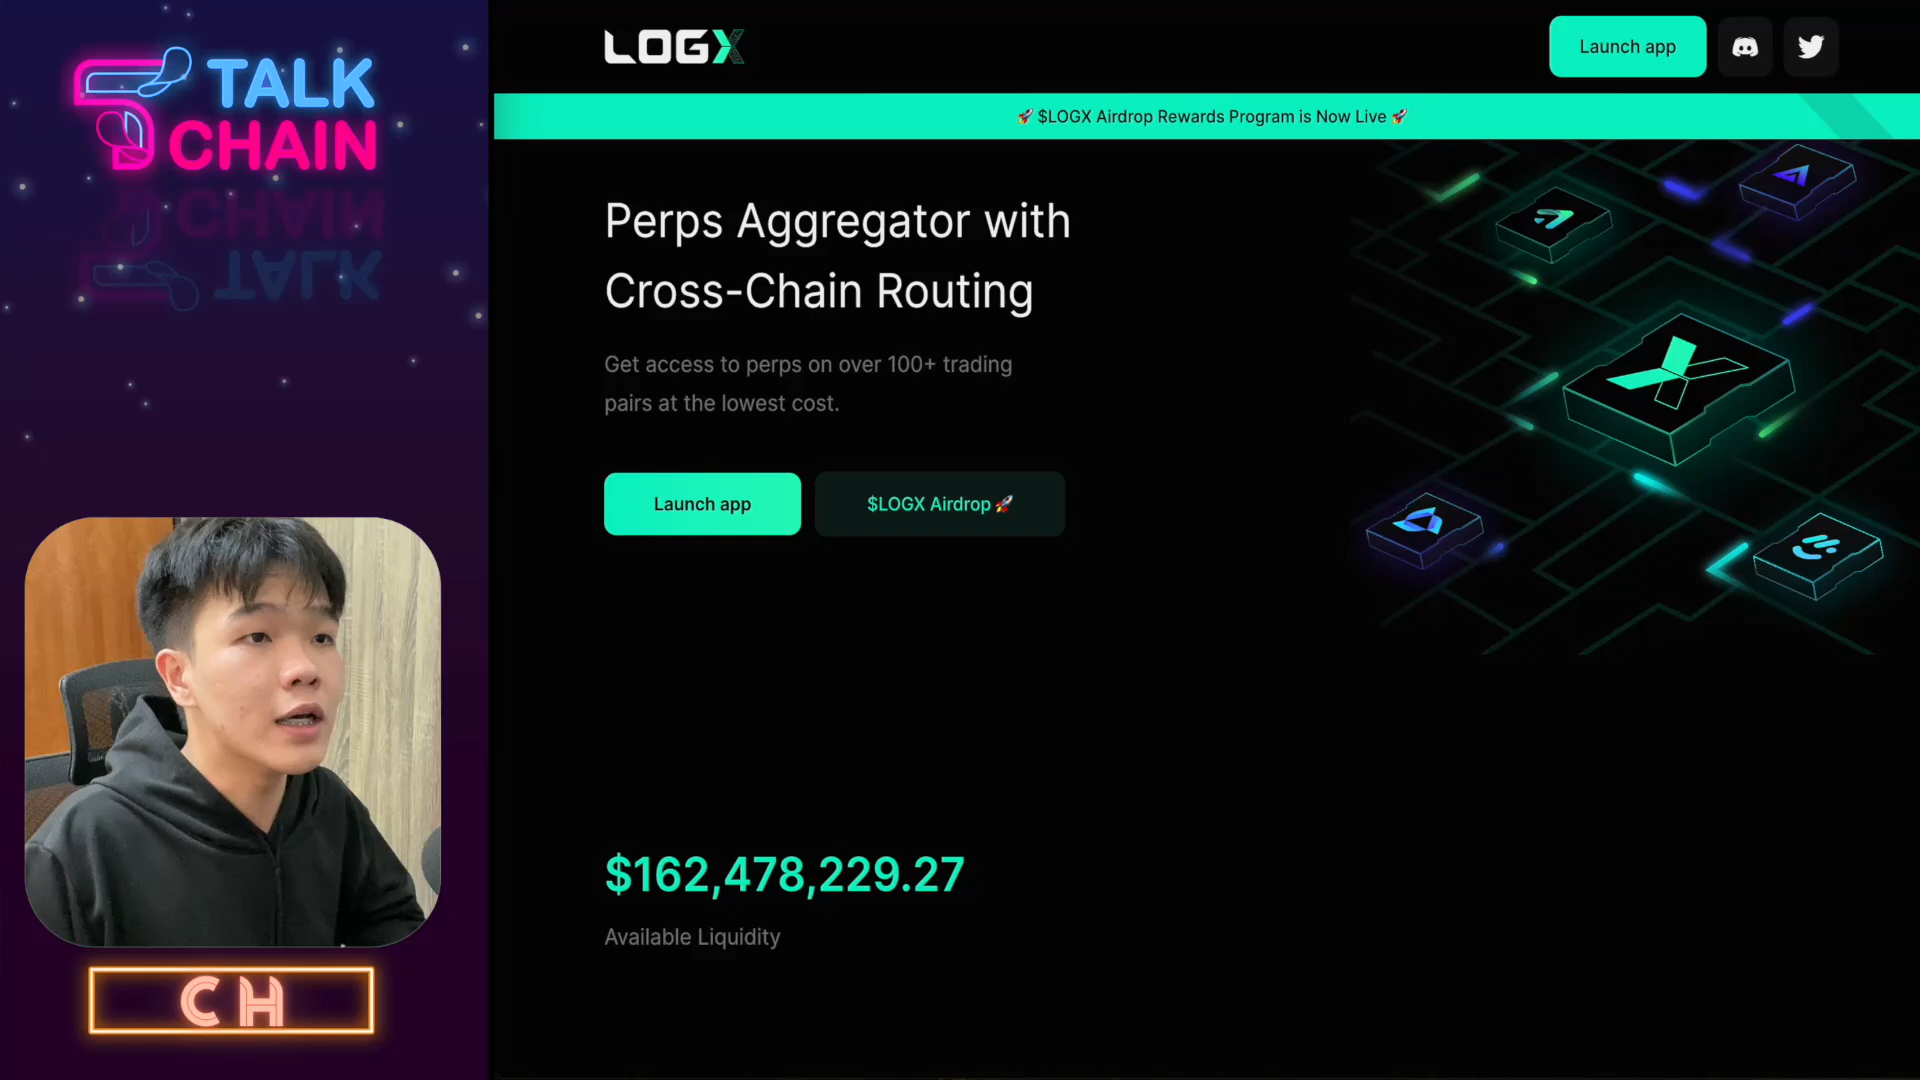 TALK
CHAIN
CH
LOGX
Launch app
🚀 $LOGX Airdrop Rewards Program is Now Live 🚀
Perps Aggregator with
Cross-Chain Routing
Get access to perps on over 100+ trading
pairs at the lowest cost.
Launch app
$LOGX Airdrop 🚀
$162,478,229.27
Available Liquidity